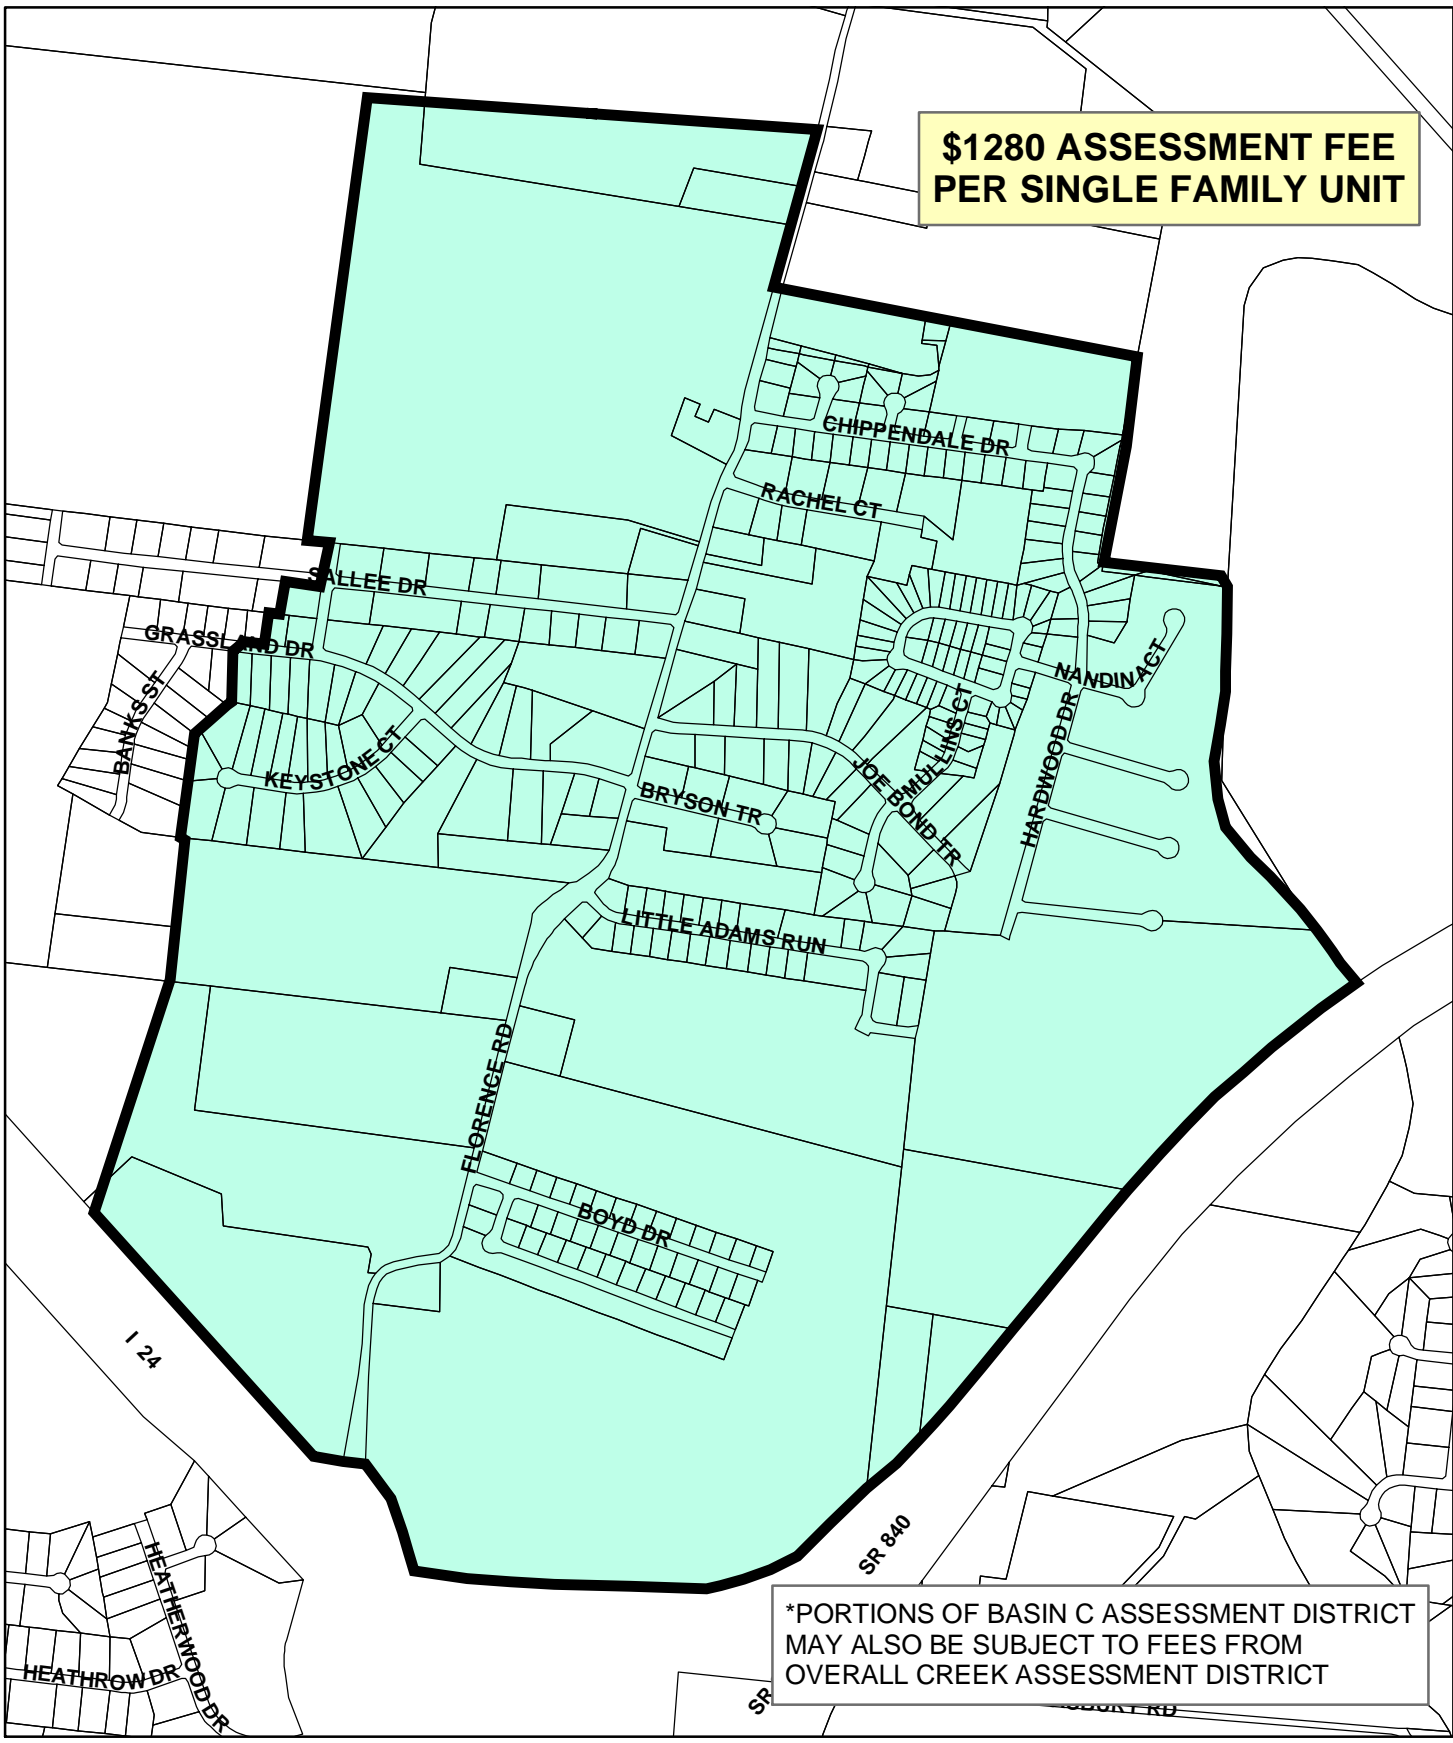 $1280 ASSESSMENT FEE
PER SINGLE FAMILY UNIT
CHIPPENDALE DR
RACHEL CT
SALLEE DR
GRASSLAND DR
BANKS ST
KEYSTONE CT
NANDINA CT
HARDWOOD DR
MULLINS CT
JOE B
BOND TR
BRYSON TR
LITTLE ADAMS RUN
FLORENCE RD
BOYD DR
I 24
SR 840
HEATHERWOOD DR
HEATHROW DR
*PORTIONS OF BASIN C ASSESSMENT DISTRICT
MAY ALSO BE SUBJECT TO FEES FROM
OVERALL CREEK ASSESSMENT DISTRICT
SR
RD